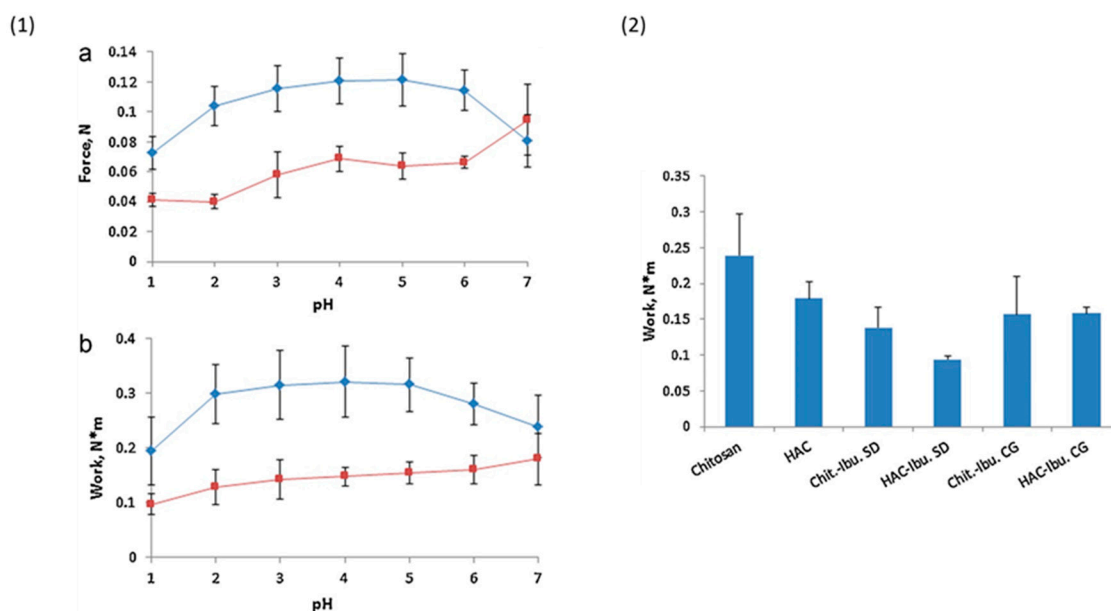 (1)
a
0.14
0.12
0.1
0.08
0.06
0.04
0.02
0
Force, N
1 2 3 4 5 6 7
pH
b
0.4
0.3
0.2
0.1
0
Work, N*m
1 2 3 4 5 6 7
pH
(2)
0.35
0.3
0.25
0.2
0.15
0.1
0.05
0
Work, N*m
Chitosan
HAC
Chit.-Ibu. SD
HAC-Ibu. SD
Chit.-Ibu. CG
HAC-Ibu. CG